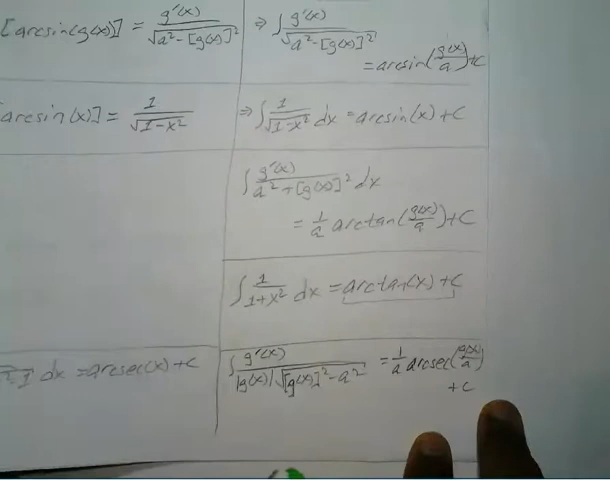 [arcsin(g(x)] = g'(x)/√(a²-[g(x)]²) ⇒ ∫ g'(x)/√(a²-[g(x)]²)
= arcsin(g(x)/a)+C
arcsin(x)] = 1/√(1-x²) ⇒ ∫ 1/√(1-x²) dx = arcsin(x) + C
∫ g'(x)/(a²+[g(x)]²) dx
= 1/a arctan(g(x)/a)+C
∫ 1/(1+x²) dx = arctan(x) + C
dx = arcsec(x) + C ∫ g'(x)/(|g(x)|√([g(x)]²-a²)) = 1/a arcsec(g(x)/a)
+C